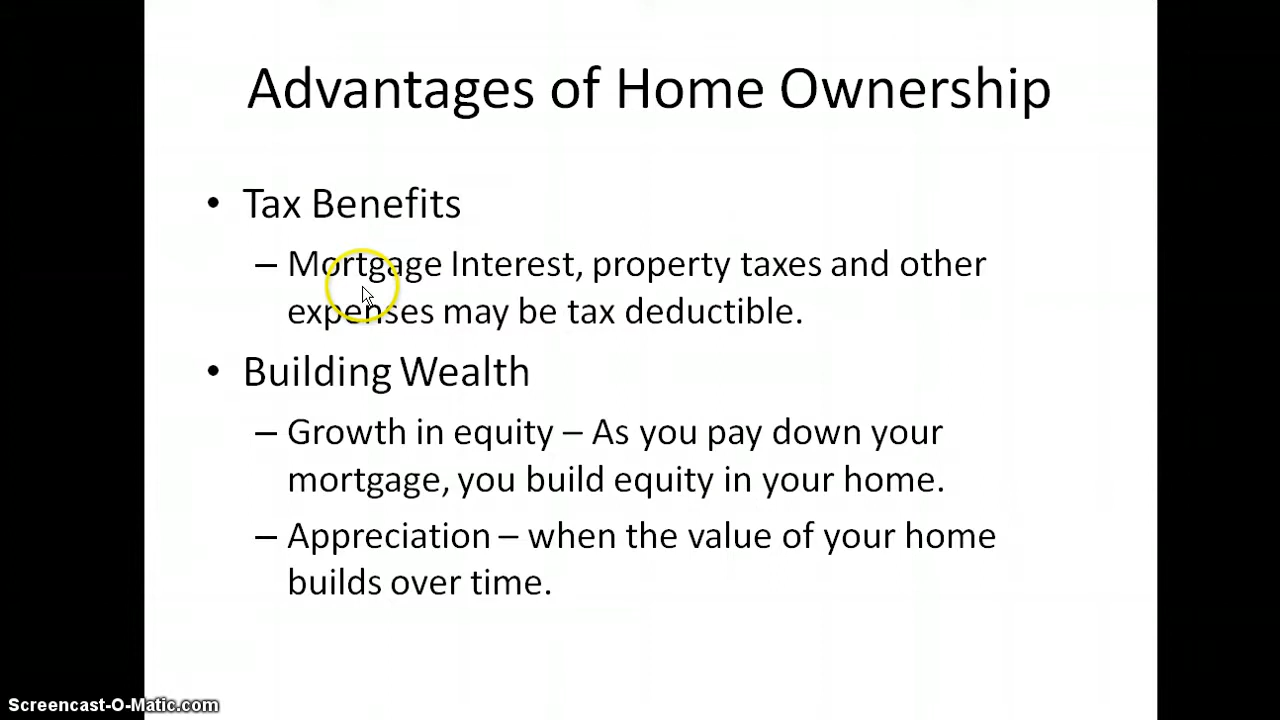 Advantages of Home Ownership
• Tax Benefits
– Mortgage Interest, property taxes and other
expenses may be tax deductible.
• Building Wealth
– Growth in equity – As you pay down your
mortgage, you build equity in your home.
– Appreciation – when the value of your home
builds over time.
Screencast-O-Matic.com